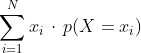 \sum_{i=1}^{N} x_i \cdot p(X = x_i)